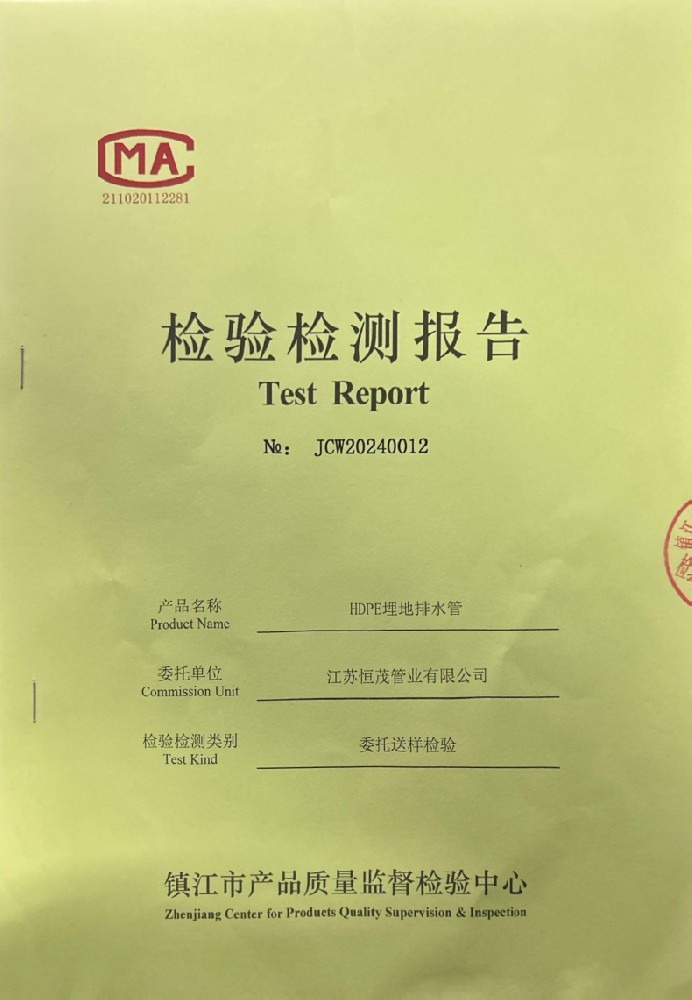 CMA
211020112281
检验检测报告
Test Report
№： JCW20240012
产品名称 HDPE埋地排水管
Product Name
委托单位 江苏恒茂管业有限公司
Commission Unit
检验检测类别 委托送样检验
Test Kind
镇江市产品质量监督检验中心
Zhenjiang Center for Products Quality Supervision & Inspection